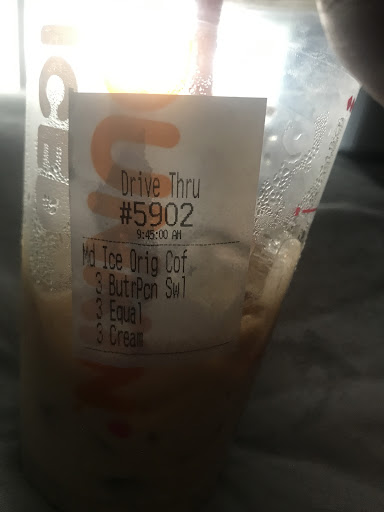 Drive Thru
#5902
9:45:00 AM
Md Ice Orig Cof
3 ButrPcn Swl
3 Equal
3 Cream